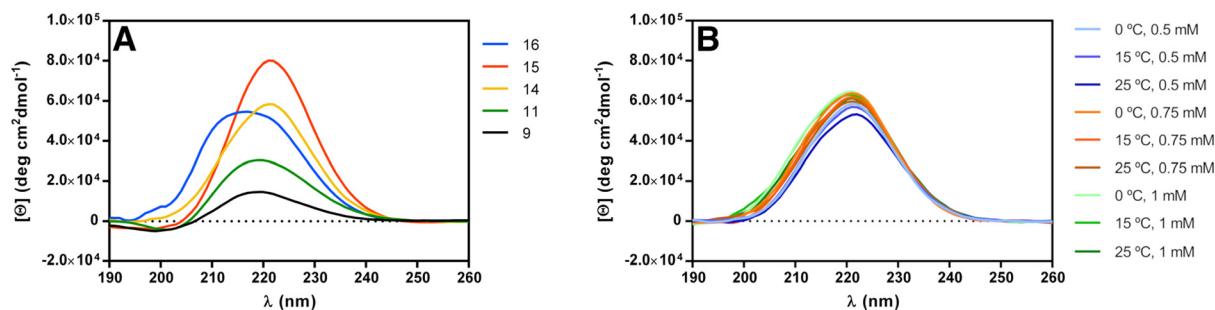 A
[Θ] (deg cm²dmol⁻¹)
1.0×10⁵
8.0×10⁴
6.0×10⁴
4.0×10⁴
2.0×10⁴
0
-2.0×10⁴
190 200 210 220 230 240 250 260
λ (nm)
16
15
14
11
9
B
[Θ] (deg cm²dmol⁻¹)
1.0×10⁵
8.0×10⁴
6.0×10⁴
4.0×10⁴
2.0×10⁴
0
-2.0×10⁴
190 200 210 220 230 240 250 260
λ (nm)
0 ºC, 0.5 mM
15 ºC, 0.5 mM
25 ºC, 0.5 mM
0 ºC, 0.75 mM
15 ºC, 0.75 mM
25 ºC, 0.75 mM
0 ºC, 1 mM
15 ºC, 1 mM
25 ºC, 1 mM